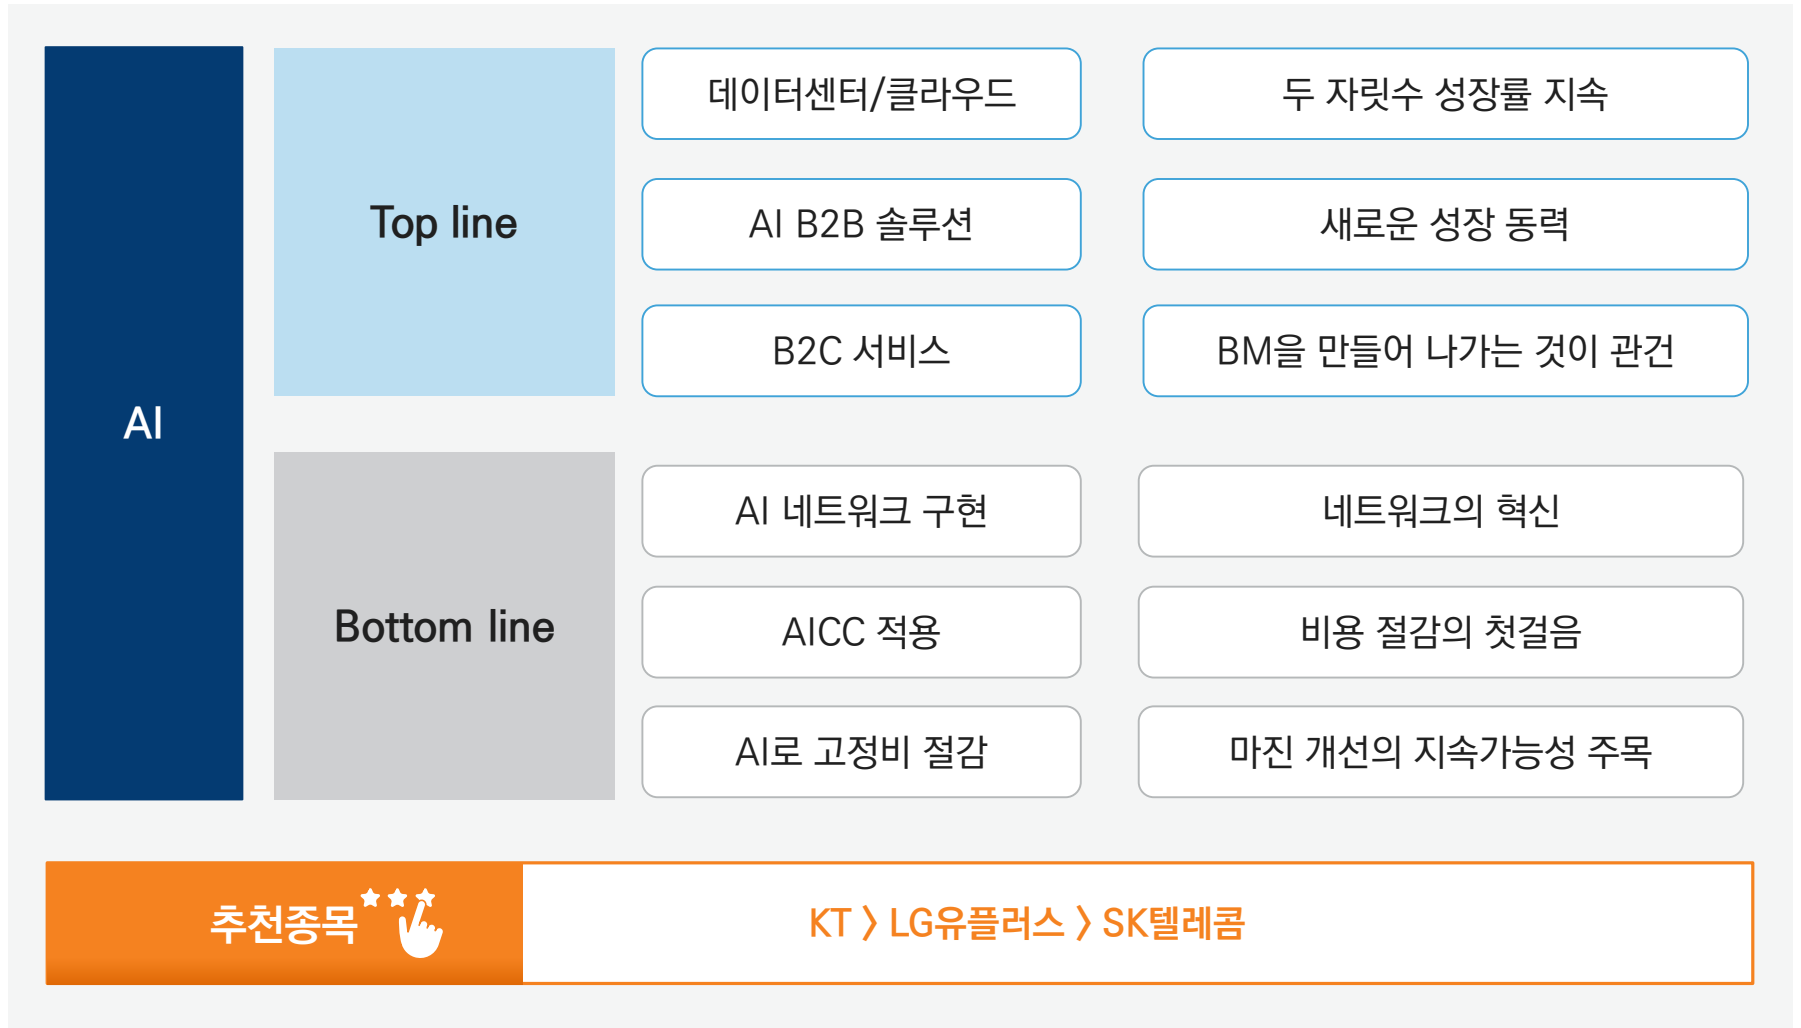 AI
Top line
데이터센터/클라우드
두 자릿수 성장률 지속
AI B2B 솔루션
새로운 성장 동력
B2C 서비스
BM을 만들어 나가는 것이 관건
Bottom line
AI 네트워크 구현
네트워크의 혁신
AICC 적용
비용 절감의 첫걸음
AI로 고정비 절감
마진 개선의 지속가능성 주목
추천종목
KT 〉 LG유플러스 〉 SK텔레콤